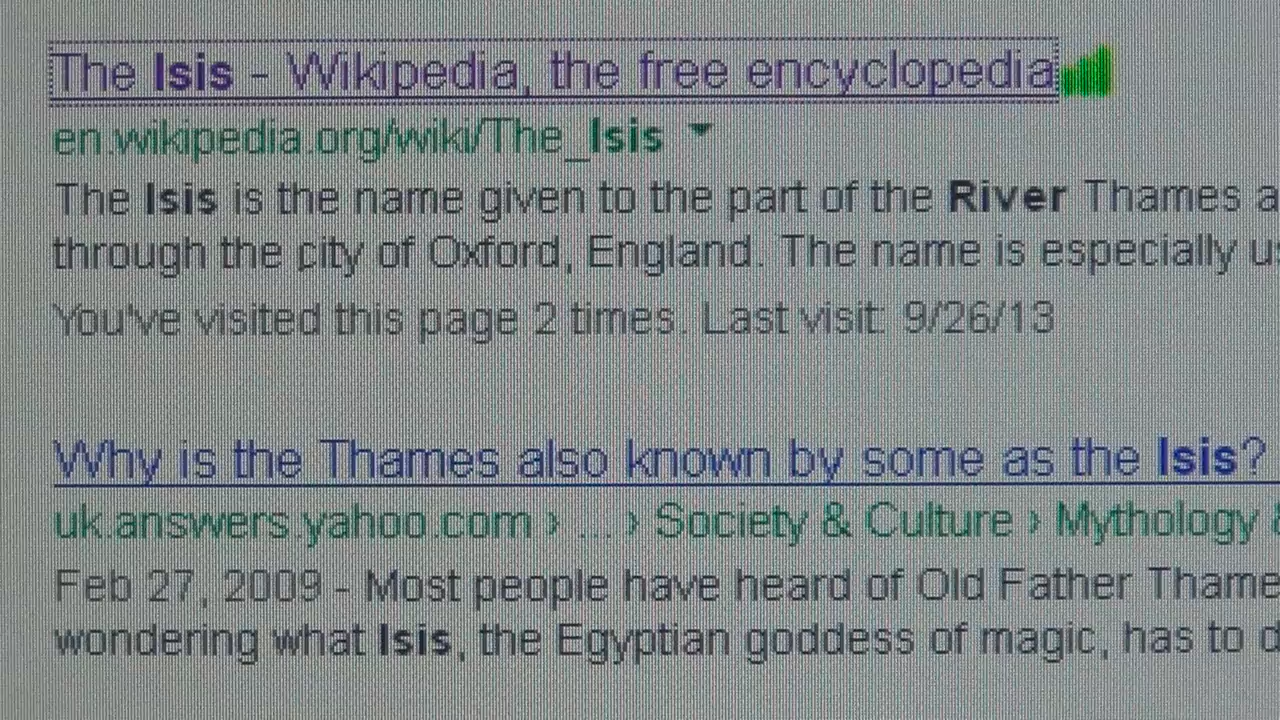 The Isis - Wikipedia, the free encyclopedia
en.wikipedia.org/wiki/The_Isis
The Isis is the name given to the part of the River Thames
through the city of Oxford, England. The name is especially
You've visited this page 2 times. Last visit: 9/26/13
Why is the Thames also known by some as the Isis?
uk.answers.yahoo.com › ... › Society & Culture › Mythology &
Feb 27, 2009 - Most people have heard of Old Father
wondering what Isis, the Egyptian goddess of magic, has to